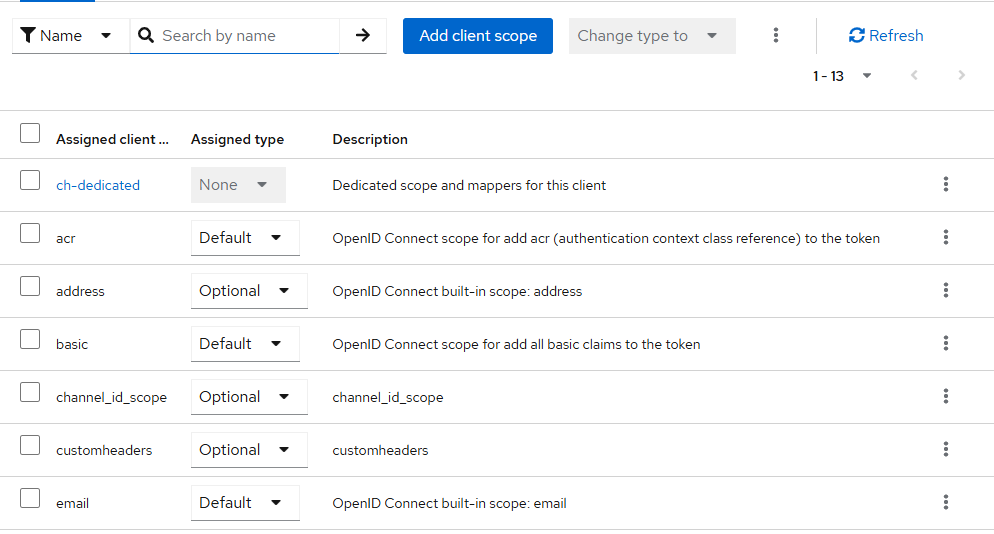 Name Search by name Add client scope Change type to Refresh
1 - 13
Assigned client ... Assigned type Description
ch-dedicated None Dedicated scope and mappers for this client
acr Default OpenID Connect scope for add acr (authentication context class reference) to the token
address Optional OpenID Connect built-in scope: address
basic Default OpenID Connect scope for add all basic claims to the token
channel_id_scope Optional channel_id_scope
customheaders Optional customheaders
email Default OpenID Connect built-in scope: email